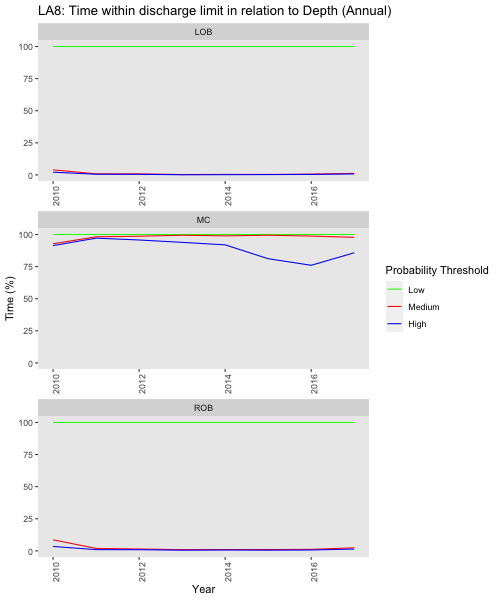 LA8: Time within discharge limit in relation to Depth (Annual)
LOB
100
75
50
25
0
2010
2012
2014
2016
MC
100
75
50
25
0
2010
2012
2014
2016
ROB
100
75
50
25
0
2010
2012
2014
2016
Time (%)
Year
Probability Threshold
Low
Medium
High